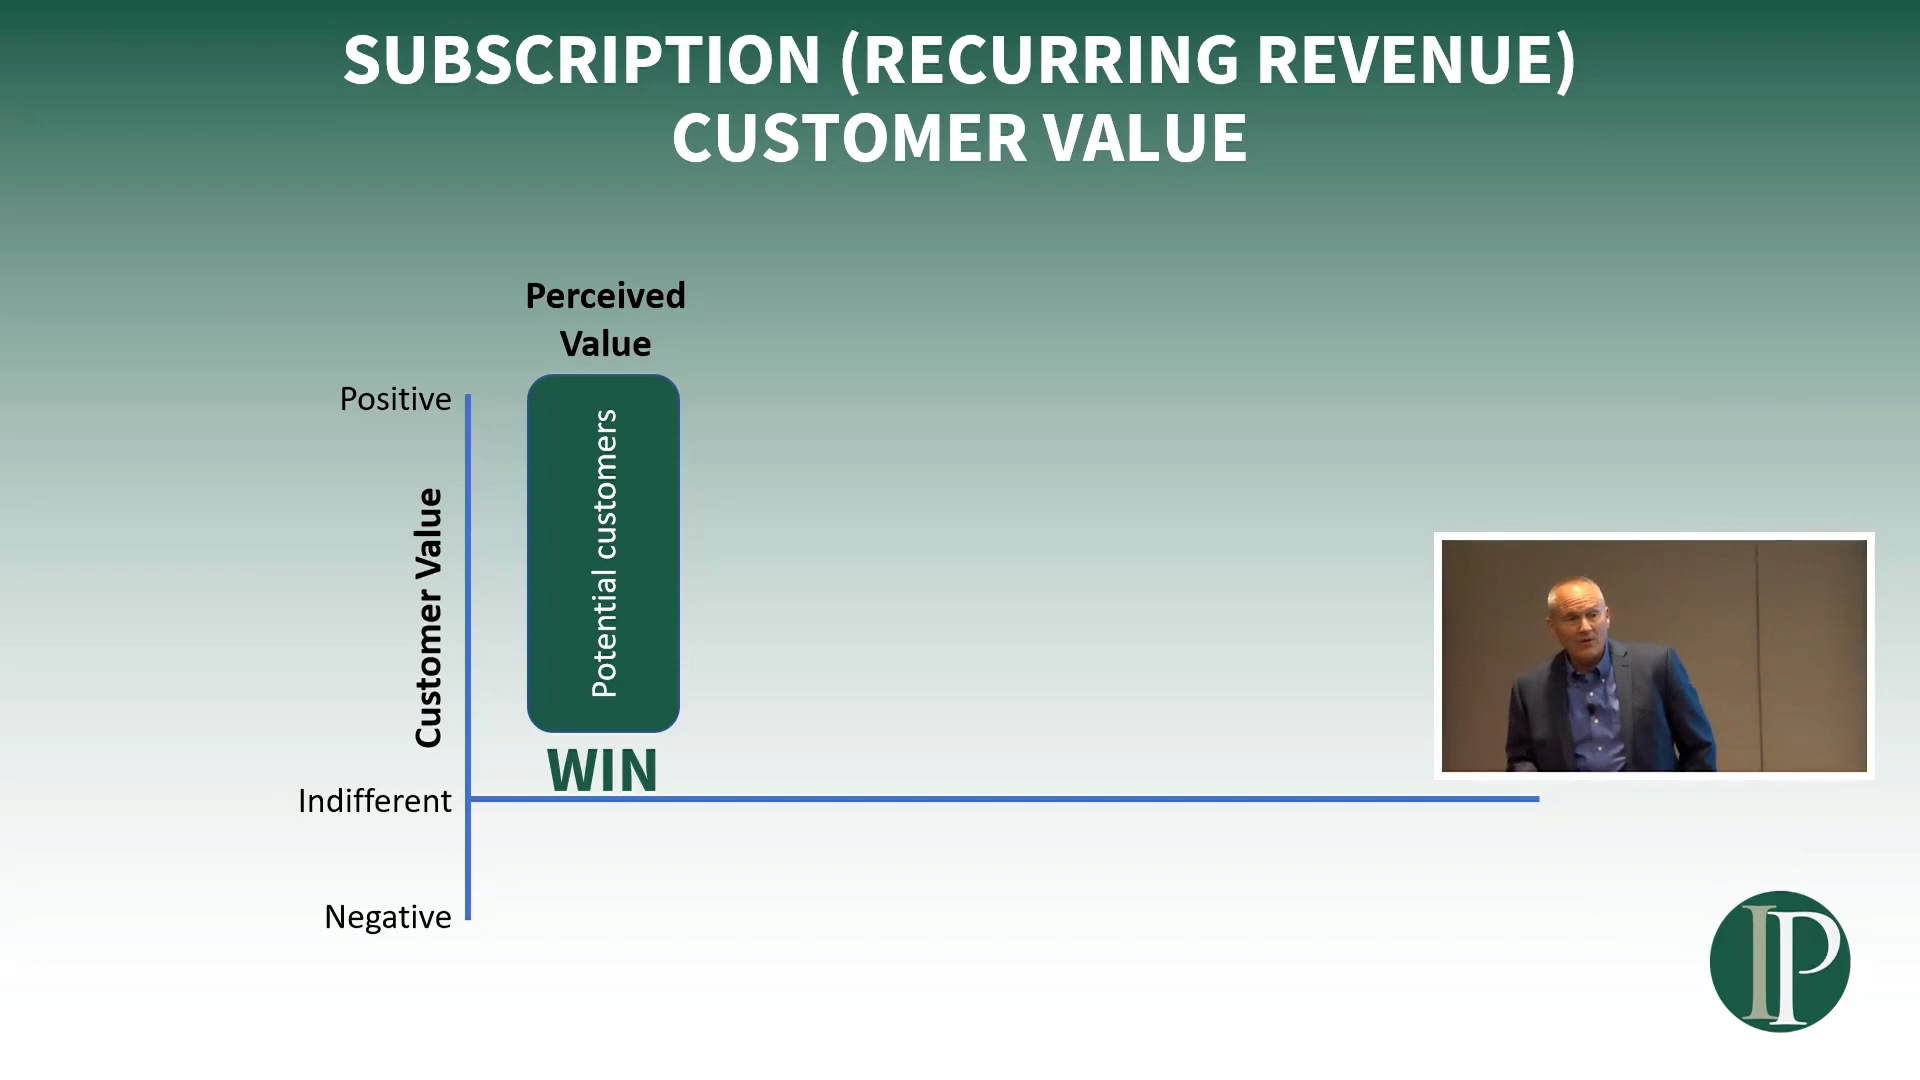 SUBSCRIPTION (RECURRING REVENUE)
CUSTOMER VALUE
Perceived
Value
Positive
Potential customers
Customer Value
WIN
Indifferent
Negative
IP